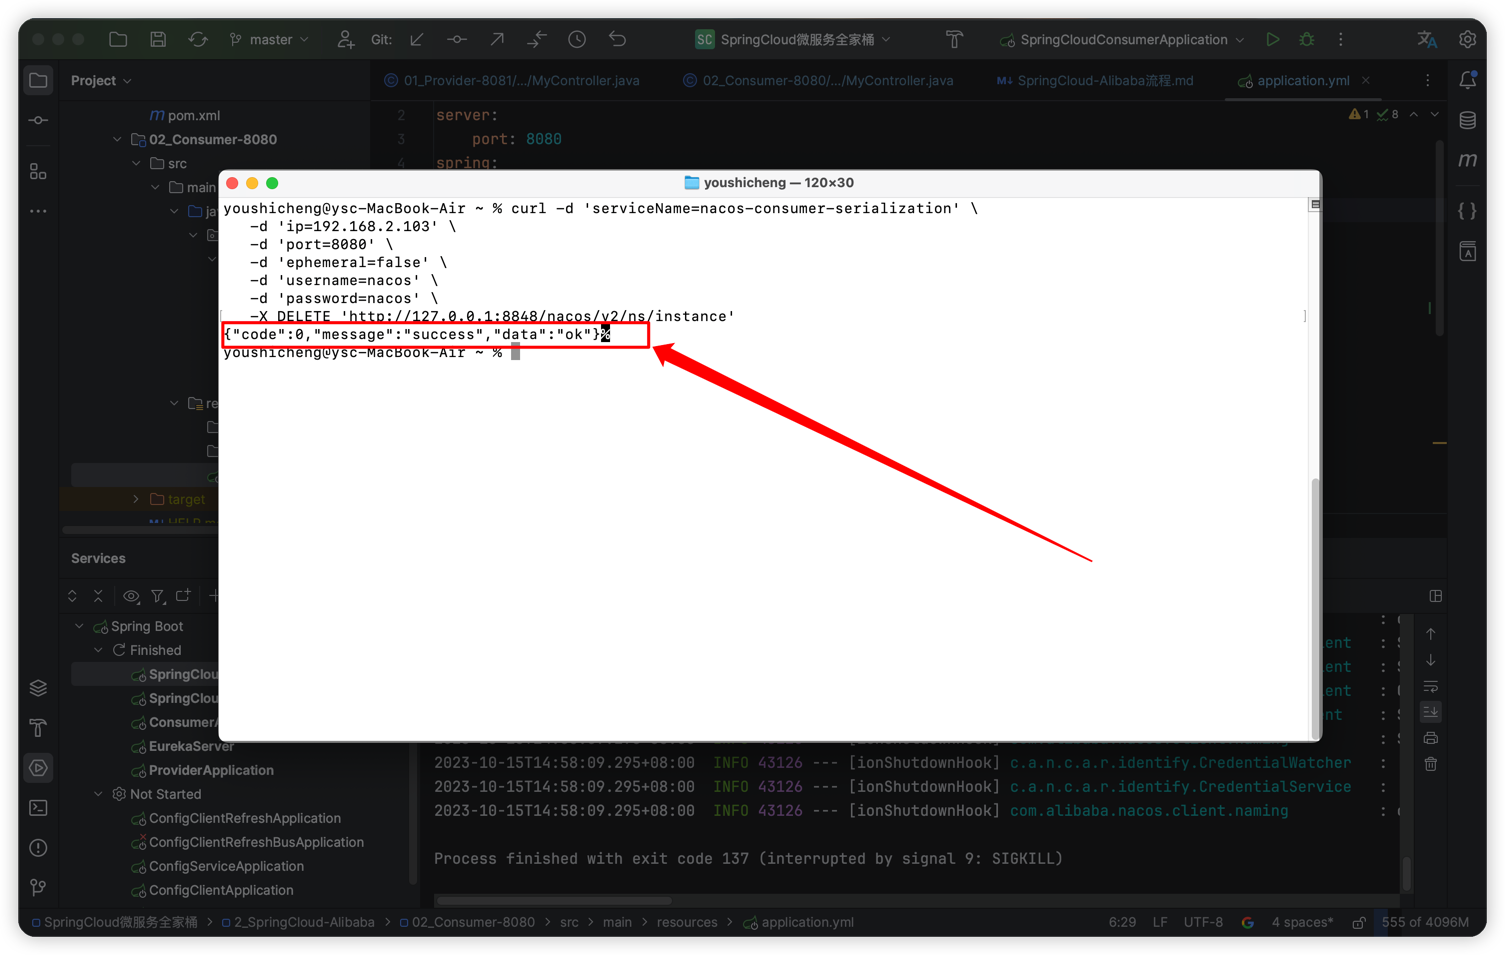 master
Git:
SC SpringCloud微服务全家桶
SpringCloudConsumerApplication
Project
01_Provider-8081/.../MyController.java
02_Consumer-8080/.../MyController.java
M↓ SpringCloud-Alibaba流程.md
application.yml
m pom.xml
02_Consumer-8080
src
main
2 server:
3 port: 8080
4 spring:
1 8
youshicheng — 120×30
youshicheng@ysc-MacBook-Air ~ % curl -d 'serviceName=nacos-consumer-serialization' \
-d 'ip=192.168.2.103' \
-d 'port=8080' \
-d 'ephemeral=false' \
-d 'username=nacos' \
-d 'password=nacos' \
-X DELETE 'http://127.0.0.1:8848/nacos/v2/ns/instance'
{"code":0,"message":"success","data":"ok"}%
youshicheng@ysc-MacBook-Air ~ %
target
Services
Spring Boot
Finished
SpringClou
SpringClou
ConsumerA
EurekaServer
ProviderApplication
Not Started
ConfigClientRefreshApplication
ConfigClientRefreshBusApplication
ConfigServiceApplication
ConfigClientApplication
2023-10-15T14:58:09.295+08:00 INFO 43126 --- [ionShutdownHook] c.a.n.c.a.r.identify.CredentialWatcher :
2023-10-15T14:58:09.295+08:00 INFO 43126 --- [ionShutdownHook] c.a.n.c.a.r.identify.CredentialService :
2023-10-15T14:58:09.295+08:00 INFO 43126 --- [ionShutdownHook] com.alibaba.nacos.client.naming :
Process finished with exit code 137 (interrupted by signal 9: SIGKILL)
SpringCloud微服务全家桶 > 2_SpringCloud-Alibaba > 02_Consumer-8080 > src > main > resources > application.yml
6:29 LF UTF-8 4 spaces* 555 of 4096M